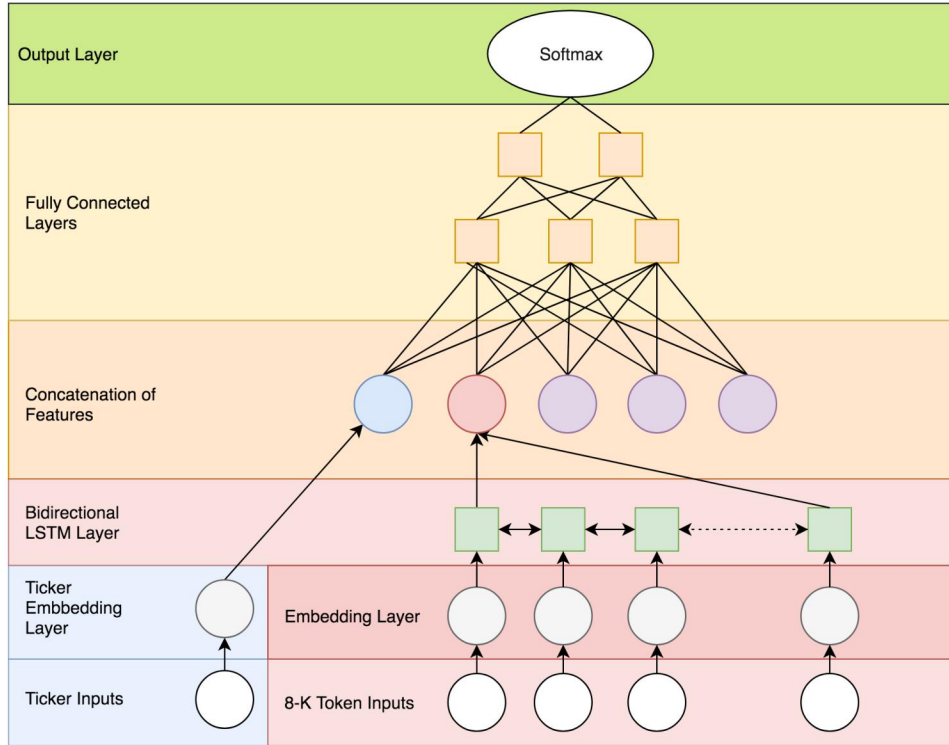 Output Layer
Softmax
Fully Connected
Layers
Concatenation of
Features
Bidirectional
LSTM Layer
Ticker
Embbedding
Layer
Embedding Layer
Ticker Inputs
8-K Token Inputs